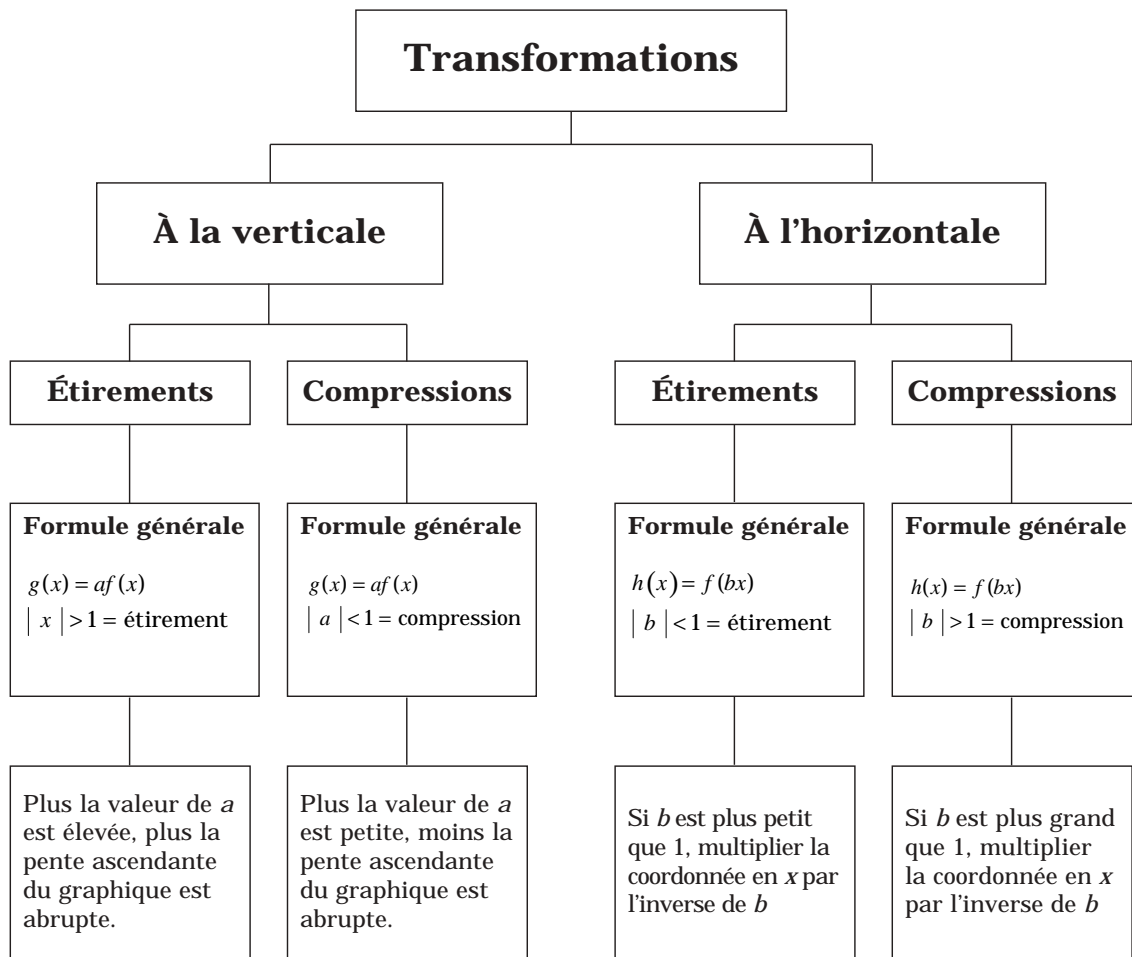 Transformations
À la verticale
À l'horizontale
Étirements
Compressions
Étirements
Compressions
Formule générale
g(x) = af(x)
| x | > 1 = étirement
Formule générale
g(x) = af(x)
| a | < 1 = compression
Formule générale
h(x) = f(bx)
| b | < 1 = étirement
Formule générale
h(x) = f(bx)
| b | > 1 = compression
Plus la valeur de a
est élevée, plus la
pente ascendante
du graphique est
abrupte.
Plus la valeur de a
est petite, moins la
pente ascendante
du graphique est
abrupte.
Si b est plus petit
que 1, multiplier la
coordonnée en x par
l'inverse de b
Si b est plus grand
que 1, multiplier
la coordonnée en x
par l'inverse de b